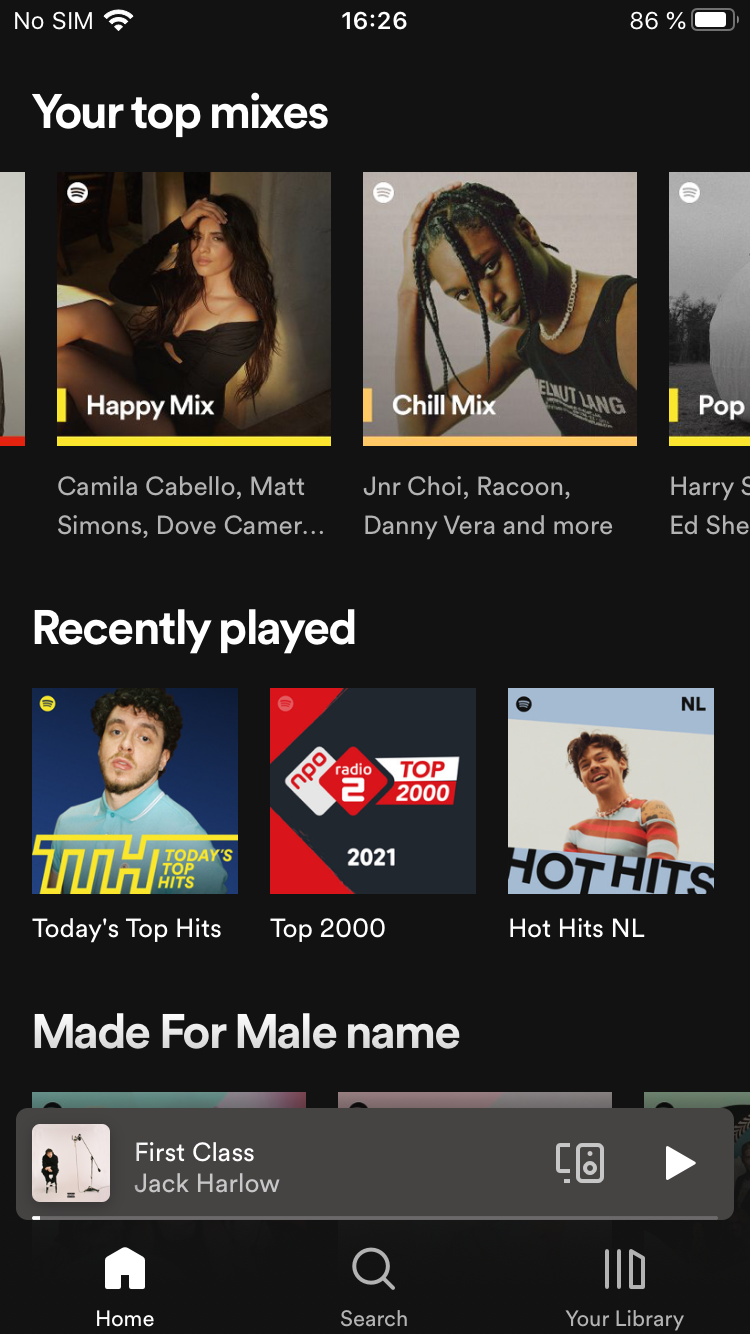 No SIM 16:26 86 %
Your top mixes
Happy Mix
Chill Mix
Pop
HELMUT LANG
Camila Cabello, Matt
Simons, Dove Camer...
Jnr Choi, Racoon,
Danny Vera and more
Harry S
Ed She
Recently played
TTH TODAY'S
TOP
HITS
npo radio 2 TOP
2000
2021
NL
HOT HITS
Today's Top Hits
Top 2000
Hot Hits NL
Made For Male name
First Class
Jack Harlow
Home
Search
Your Library